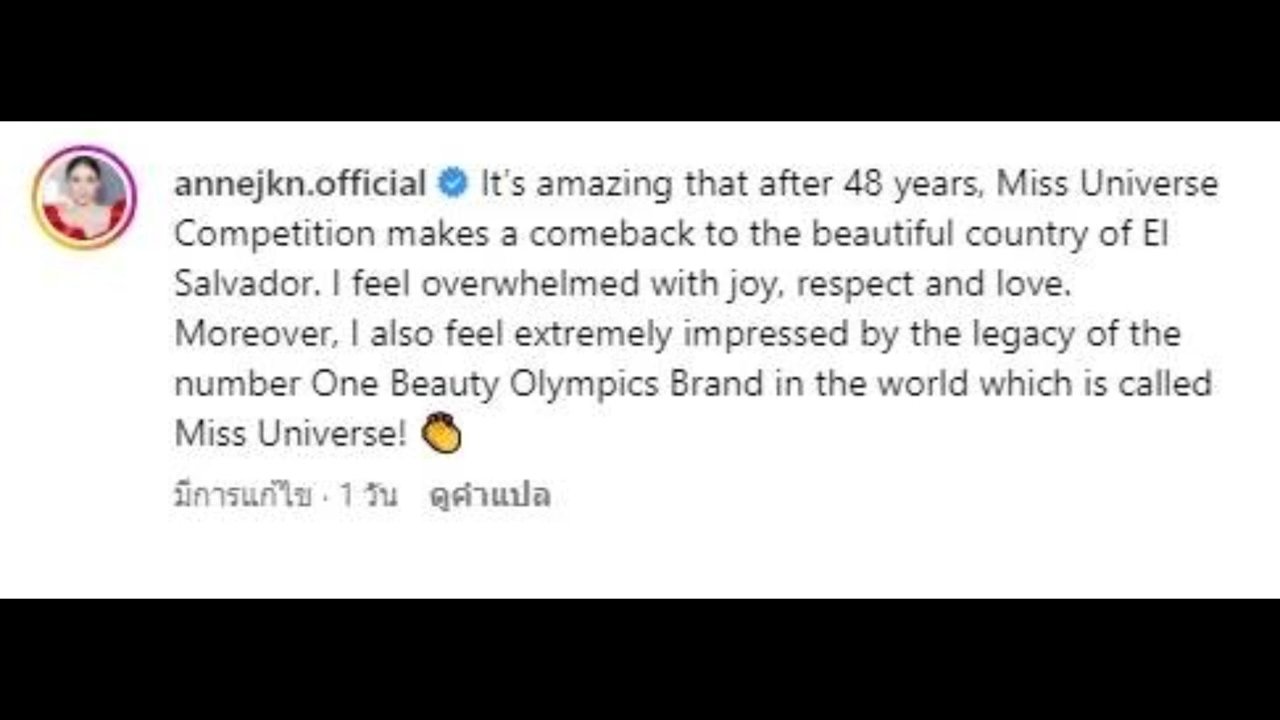 annejkn.official It's amazing that after 48 years, Miss Universe
Competition makes a comeback to the beautiful country of El
Salvador. I feel overwhelmed with joy, respect and love.
Moreover, I also feel extremely impressed by the legacy of the
number One Beauty Olympics Brand in the world which is called
Miss Universe! 👏
มีการแก้ไข · 1 วัน ดูคำแปล